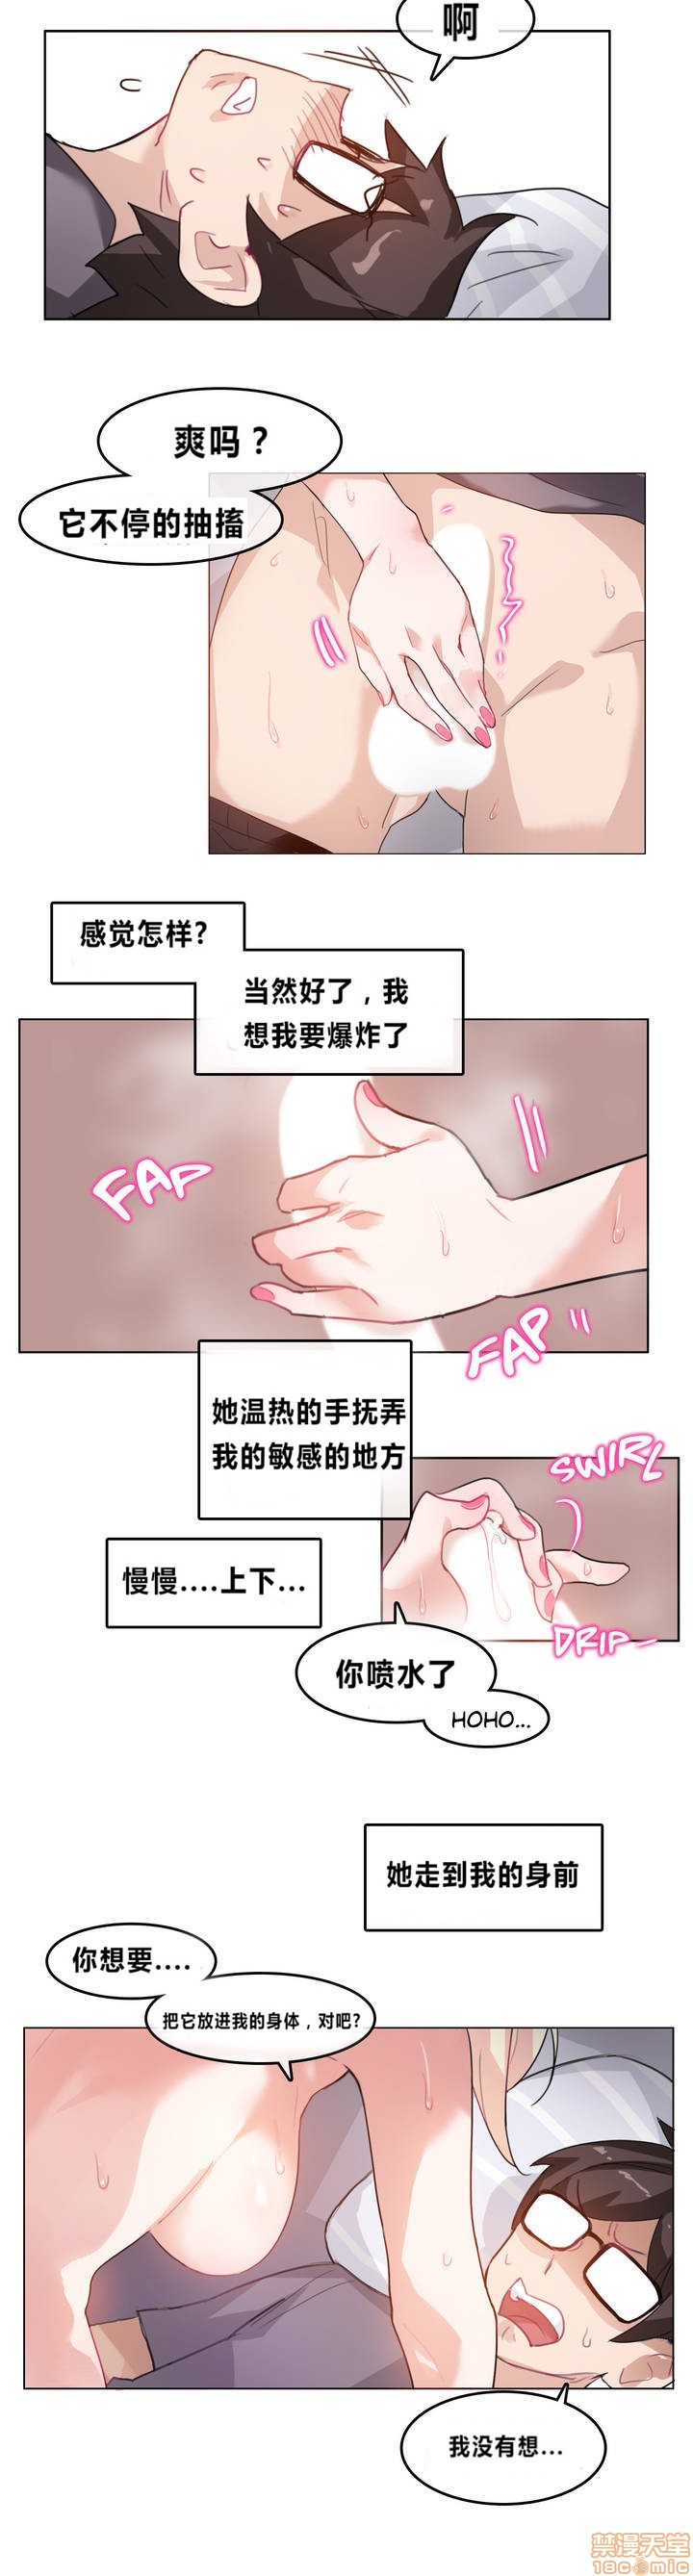 啊
爽吗？
它不停的抽搐
感觉怎样?
当然好了，我
想我要爆炸了
FAP
FAP
她温热的手抚弄
我的敏感的地方
SWIRL
慢慢....上下...
DRIP
你喷水了
HOHO...
她走到我的身前
你想要....
把它放进我的身体，对吧?
我没有想...
禁漫天堂
18comic